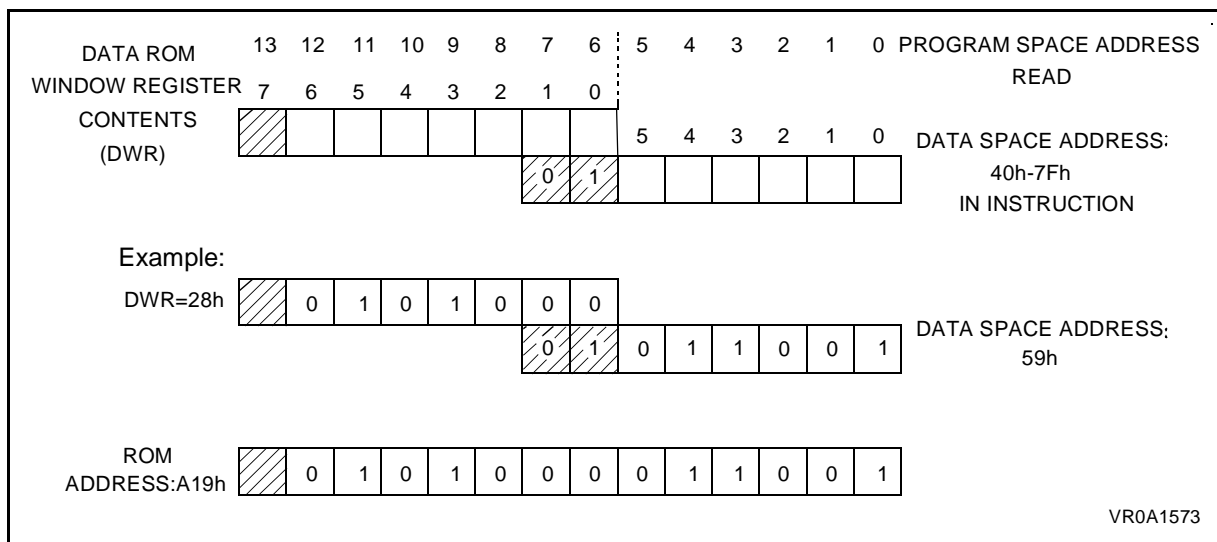 DATA ROM 13 12 11 10 9 8 7 6 5 4 3 2 1 0 PROGRAM SPACE ADDRESS
READ
WINDOW REGISTER 7 6 5 4 3 2 1 0
CONTENTS
(DWR)
5 4 3 2 1 0 DATA SPACE ADDRESS:
0 1 40h-7Fh
IN INSTRUCTION
Example:
DWR=28h 0 1 0 1 0 0 0
0 1 0 1 1 0 0 1 DATA SPACE ADDRESS:
59h
ROM
ADDRESS:A19h 0 1 0 1 0 0 0 0 1 1 0 0 1
VR0A1573